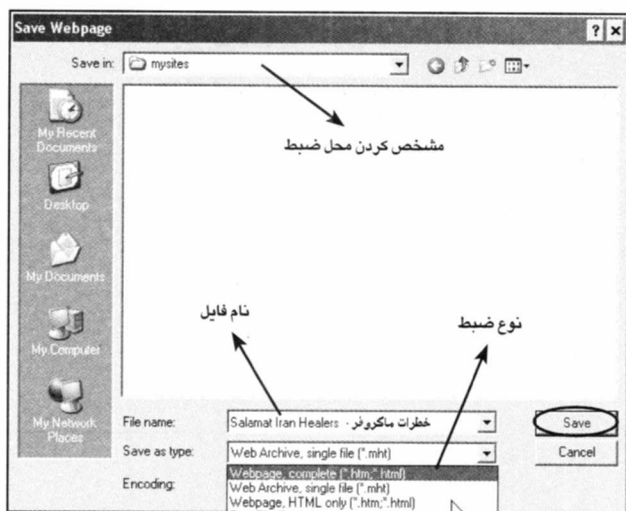 Save Webpage
Save in: mysites
My Recent
Documents
Desktop
My Documents
My Computer
My Network
Places
مشخص کردن محل ضبط
نام فایل
نوع ضبط
File name: Salamat Iran Healers - خطرات ماکروفر
Save
Save as type: Web Archive, single file (*.mht)
Cancel
Encoding:
Webpage, complete (*.htm;*.html)
Web Archive, single file (*.mht)
Webpage, HTML only (*.htm;*.html)